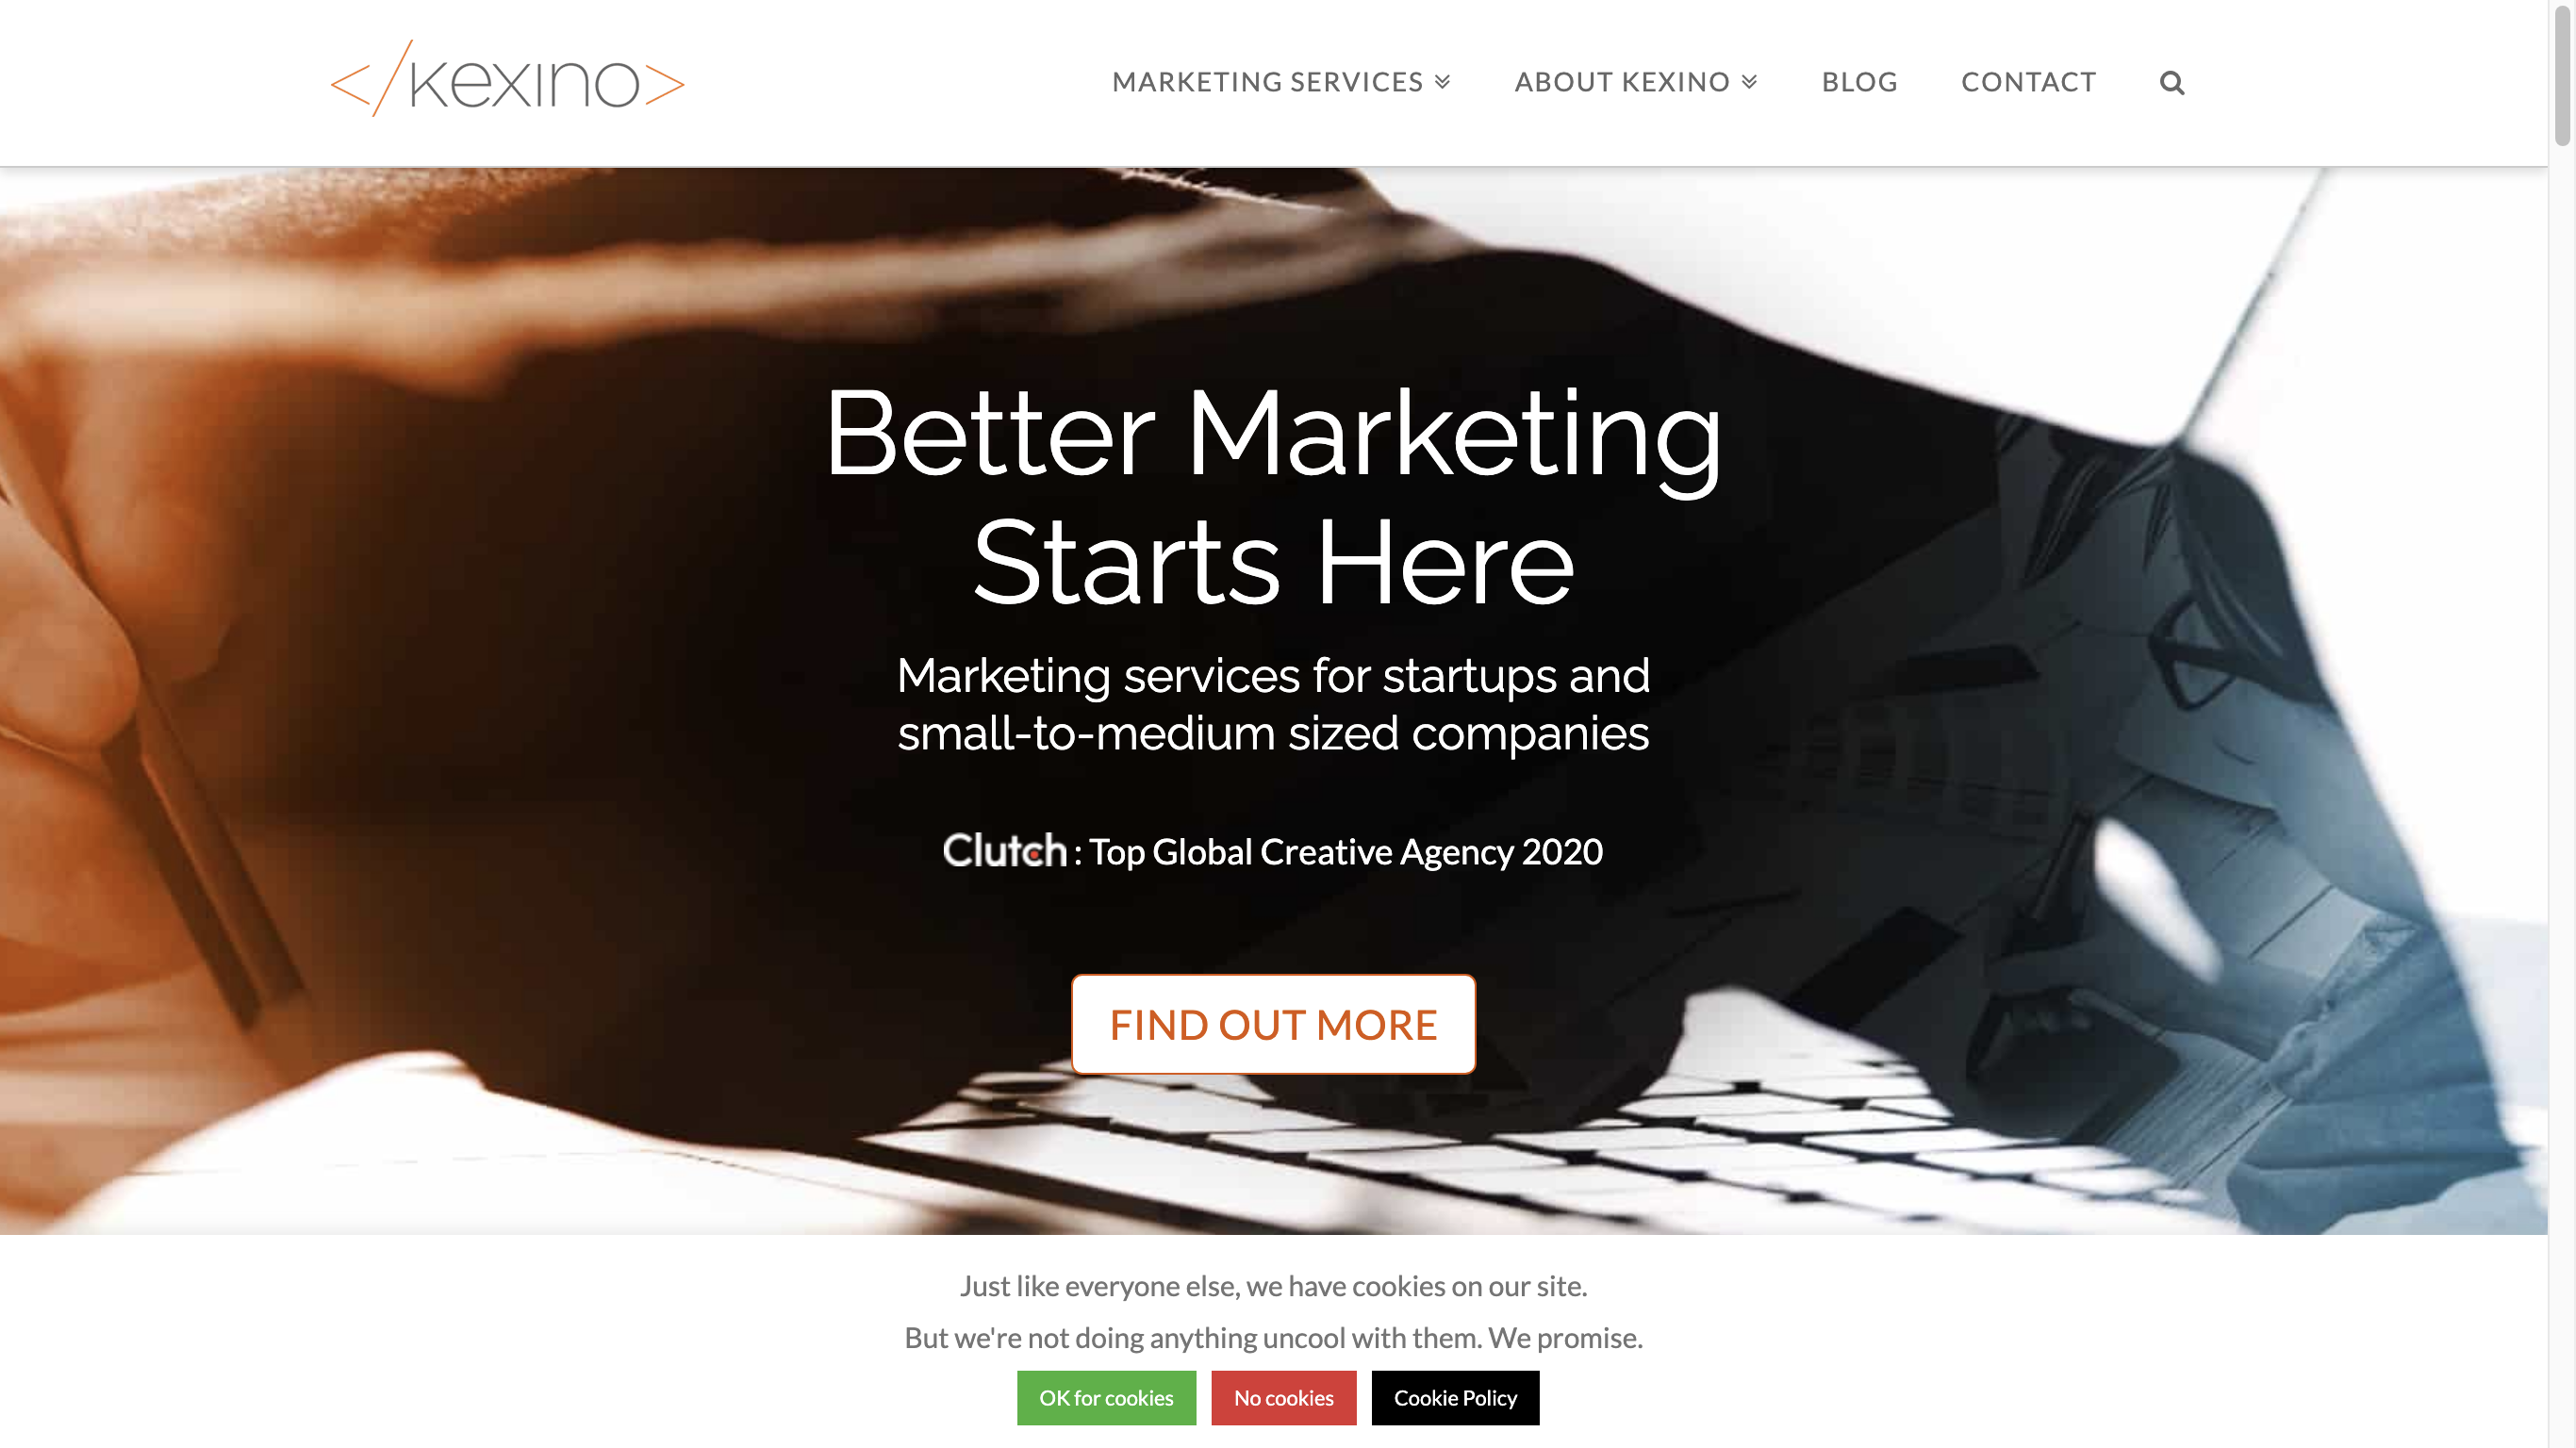 </kexino>
MARKETING SERVICES
ABOUT KEXINO
BLOG
CONTACT
Better Marketing
Starts Here
Marketing services for startups and
small-to-medium sized companies
Clutch : Top Global Creative Agency 2020
FIND OUT MORE
Just like everyone else, we have cookies on our site.
But we're not doing anything uncool with them. We promise.
OK for cookies
No cookies
Cookie Policy